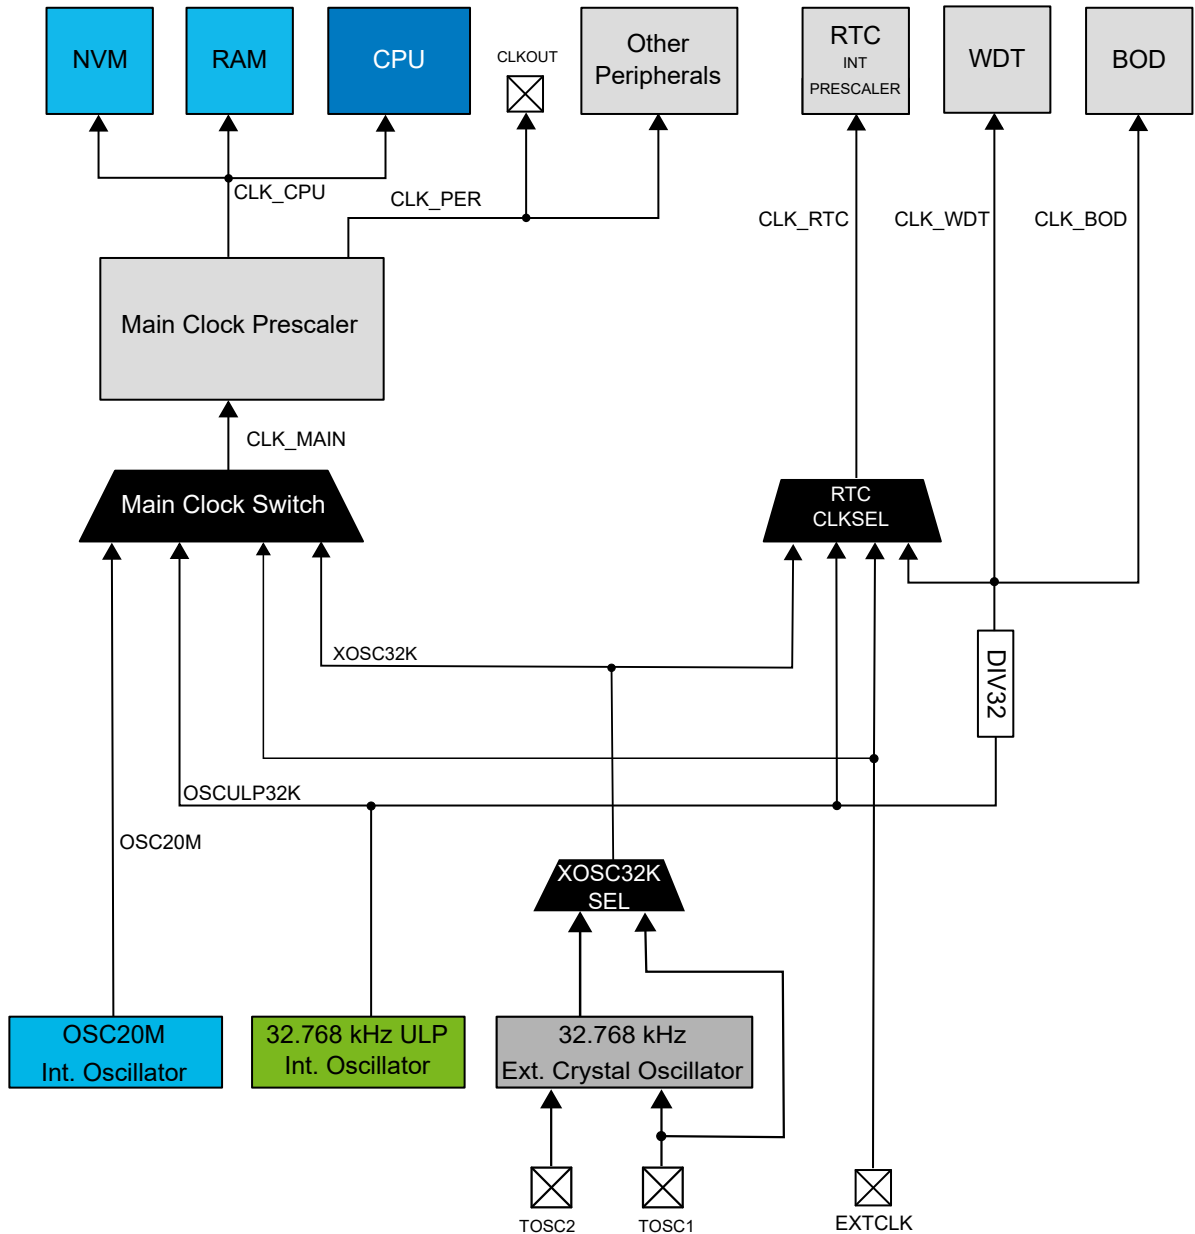 NVM
RAM
CPU
CLKOUT
Other
Peripherals
RTC
INT
PRESCALER
WDT
BOD
CLK_CPU
CLK_PER
CLK_RTC
CLK_WDT
CLK_BOD
Main Clock Prescaler
CLK_MAIN
Main Clock Switch
RTC
CLKSEL
XOSC32K
DIV32
OSCULP32K
OSC20M
XOSC32K
SEL
OSC20M
Int. Oscillator
32.768 kHz ULP
Int. Oscillator
32.768 kHz
Ext. Crystal Oscillator
TOSC2
TOSC1
EXTCLK